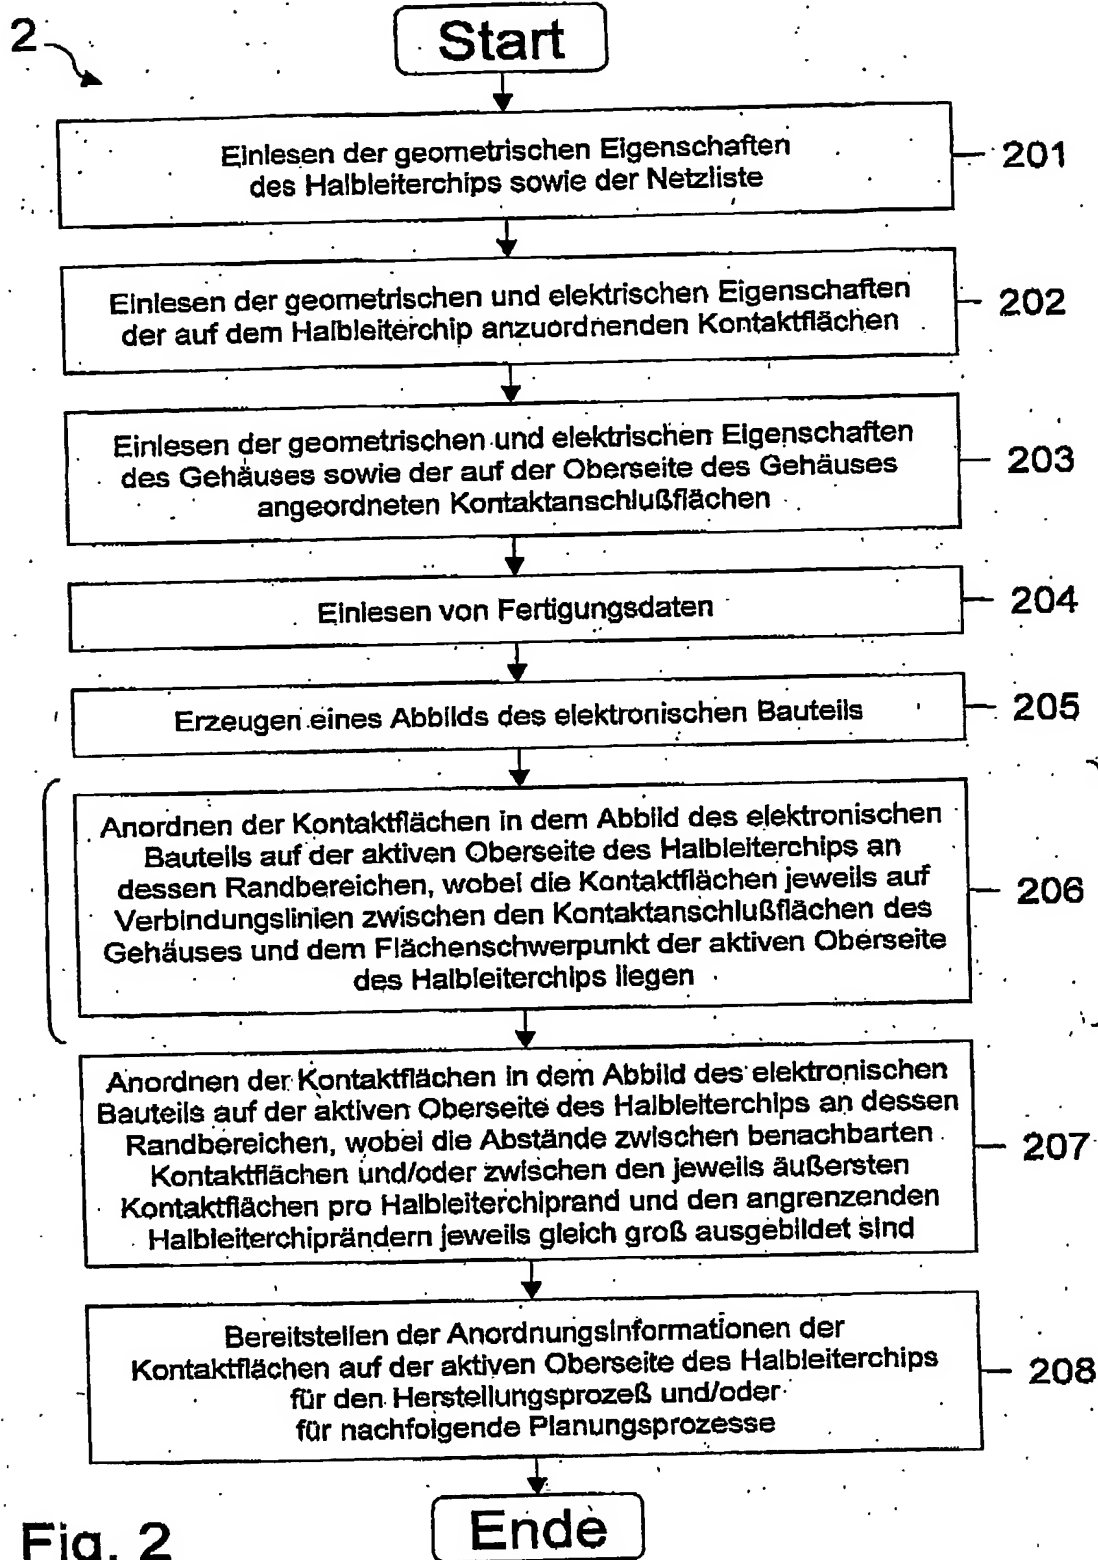 2
Start
Einlesen der geometrischen Eigenschaften
des Halbleiterchips sowie der Netzliste
201
Einlesen der geometrischen und elektrischen Eigenschaften
der auf dem Halbleiterchip anzuordnenden Kontaktflächen
202
Einlesen der geometrischen und elektrischen Eigenschaften
des Gehäuses sowie der auf der Oberseite des Gehäuses
angeordneten Kontaktanschlußflächen
203
Einlesen von Fertigungsdaten
204
Erzeugen eines Abbilds des elektronischen Bauteils
205
Anordnen der Kontaktflächen in dem Abbild des elektronischen
Bauteils auf der aktiven Oberseite des Halbleiterchips an
dessen Randbereichen, wobei die Kontaktflächen jeweils auf
Verbindungslinien zwischen den Kontaktanschlußflächen des
Gehäuses und dem Flächenschwerpunkt der aktiven Oberseite
des Halbleiterchips liegen
206
Anordnen der Kontaktflächen in dem Abbild des elektronischen
Bauteils auf der aktiven Oberseite des Halbleiterchips an dessen
Randbereichen, wobei die Abstände zwischen benachbarten
Kontaktflächen und/oder zwischen den jeweils äußersten
Kontaktflächen pro Halbleiterchiprand und den angrenzenden
Halbleiterchiprändern jeweils gleich groß ausgebildet sind
207
Bereitstellen der Anordnungsinformationen der
Kontaktflächen auf der aktiven Oberseite des Halbleiterchips
für den Herstellungsprozeß und/oder
für nachfolgende Planungsprozesse
208
Ende
Fig. 2